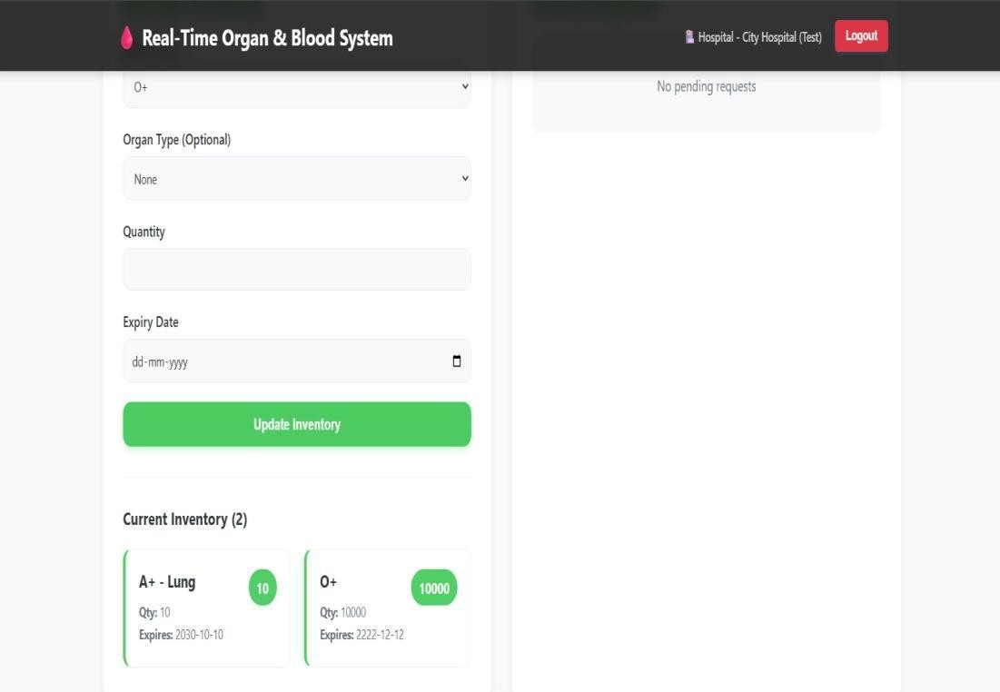 Real-Time Organ & Blood System
Hospital - City Hospital (Test)
Logout
O+
Organ Type (Optional)
None
Quantity
Expiry Date
dd-mm-yyyy
Update Inventory
Current Inventory (2)
A+ - Lung
10
Qty: 10
Expires: 2030-10-10
O+
10000
Qty: 10000
Expires: 2222-12-12
No pending requests